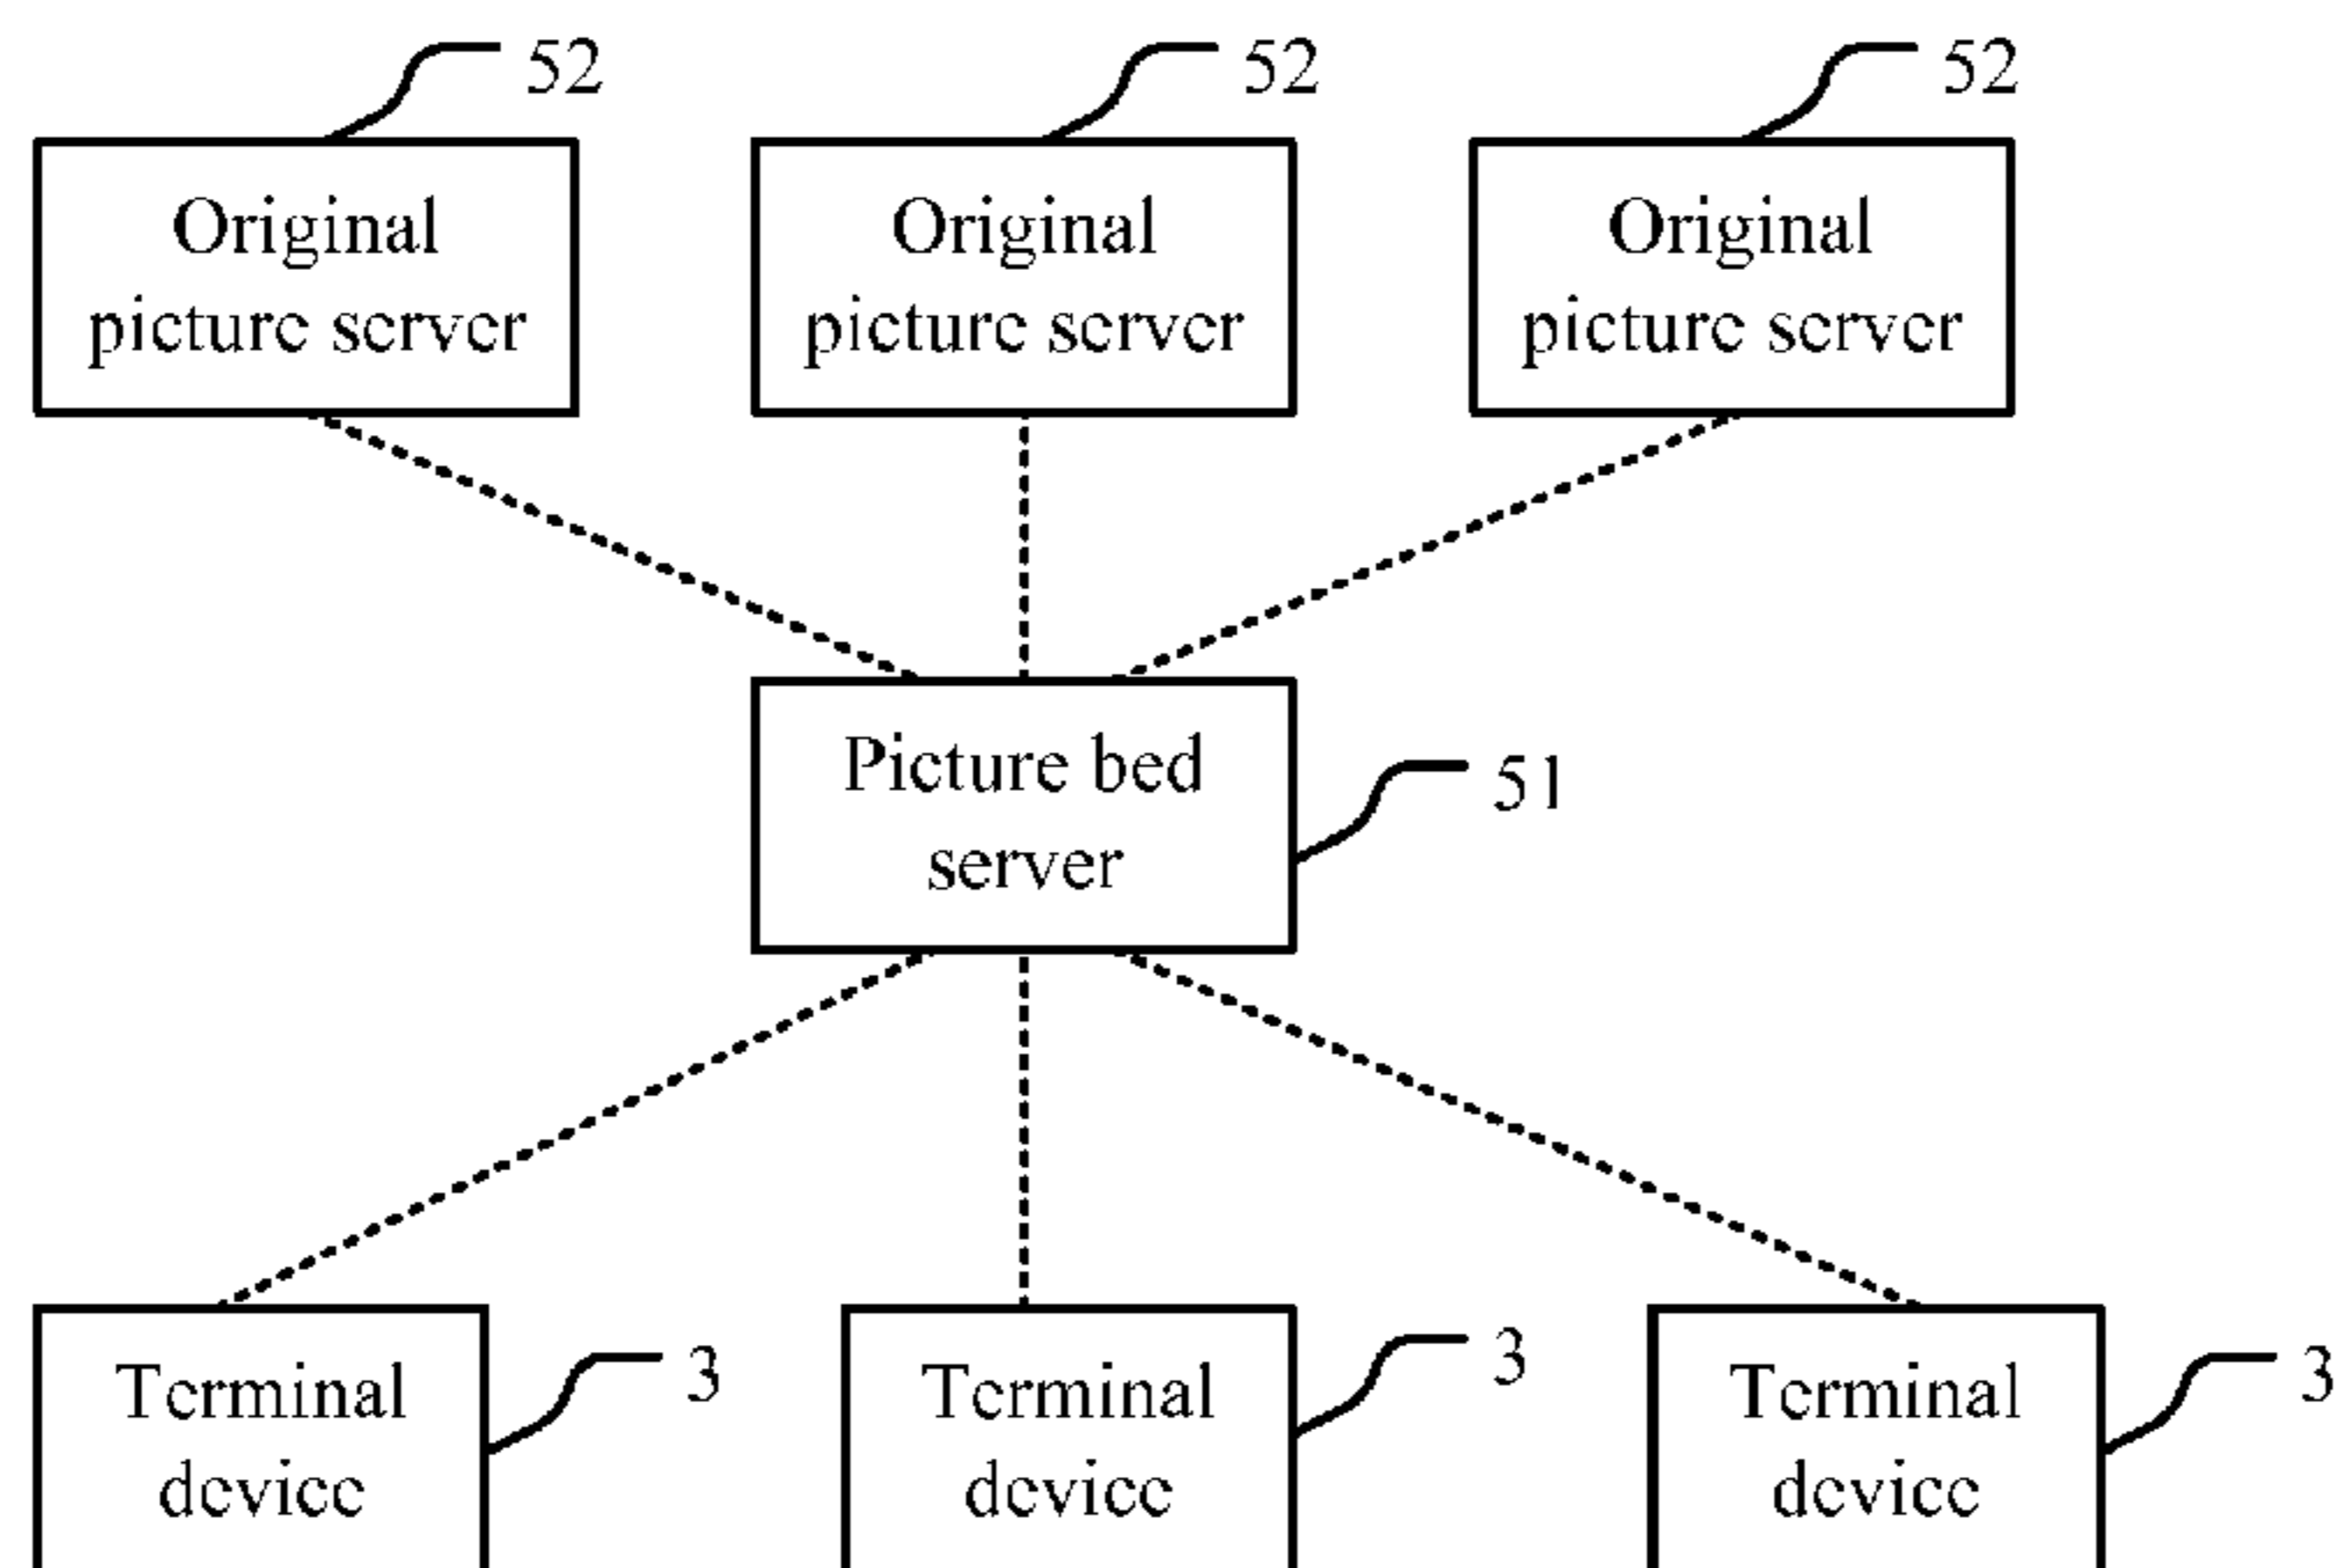 52 52 52
Original Original Original
picture server picture server picture server
Picture bed
51
server
3 3 3
Terminal Terminal Terminal
device device device